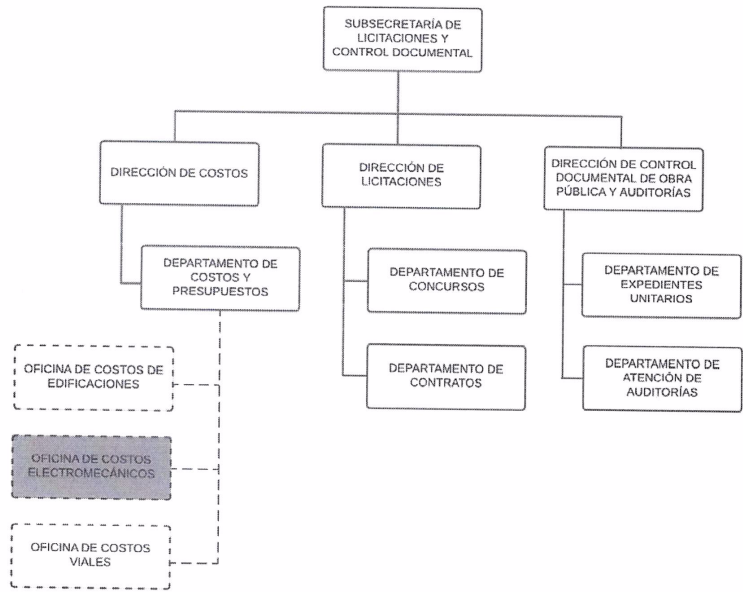 SUBSECRETARÍA DE
LICITACIONES Y
CONTROL DOCUMENTAL
DIRECCIÓN DE COSTOS
DIRECCIÓN DE
LICITACIONES
DIRECCIÓN DE CONTROL
DOCUMENTAL DE OBRA
PÚBLICA Y AUDITORÍAS
DEPARTAMENTO DE
COSTOS Y
PRESUPUESTOS
DEPARTAMENTO DE
CONCURSOS
DEPARTAMENTO DE
EXPEDIENTES
UNITARIOS
OFICINA DE COSTOS DE
EDIFICACIONES
DEPARTAMENTO DE
CONTRATOS
DEPARTAMENTO DE
ATENCIÓN DE
AUDITORÍAS
OFICINA DE COSTOS
ELECTROMECÁNICOS
OFICINA DE COSTOS
VIALES